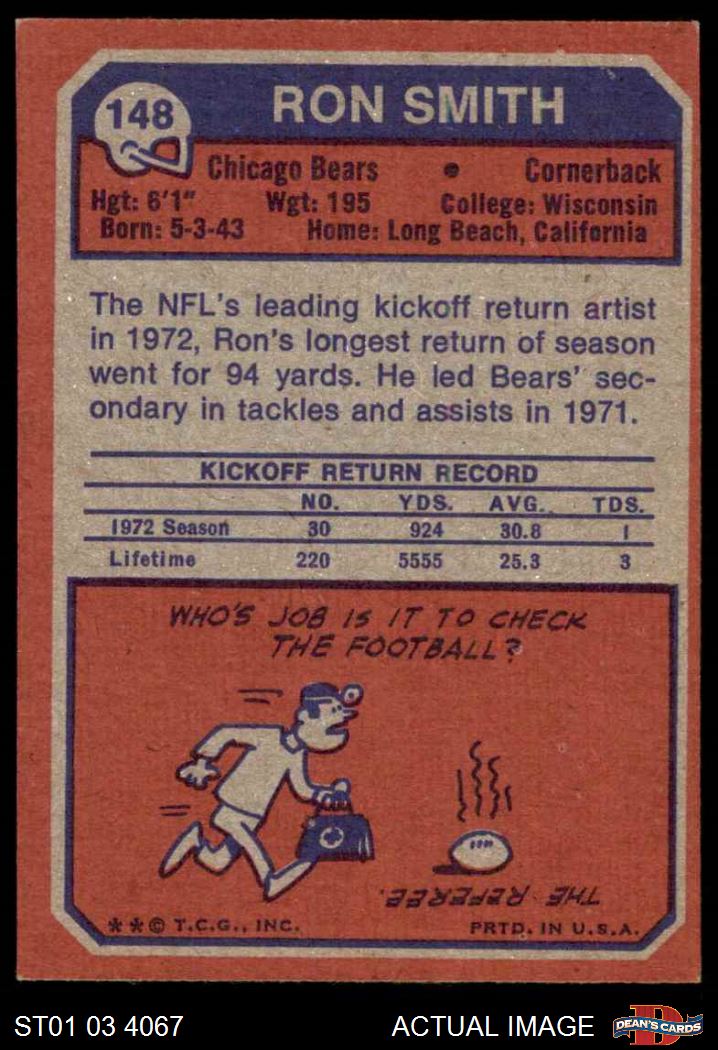 148
RON SMITH
Chicago Bears • Cornerback
Hgt: 6'1" Wgt: 195 College: Wisconsin
Born: 5-3-43 Home: Long Beach, California
The NFL's leading kickoff return artist
in 1972, Ron's longest return of season
went for 94 yards. He led Bears' sec-
ondary in tackles and assists in 1971.
KICKOFF RETURN RECORD
NO. YDS. AVG. TDS.
1972 Season 30 924 30.8 1
Lifetime 220 5555 25.3 3
WHO'S JOB IS IT TO CHECK
THE FOOTBALL?
THE REFEREE.
**© T.C.G., INC. PRTD. IN U.S.A.
ST01 03 4067 ACTUAL IMAGE DEAN'S CARDS